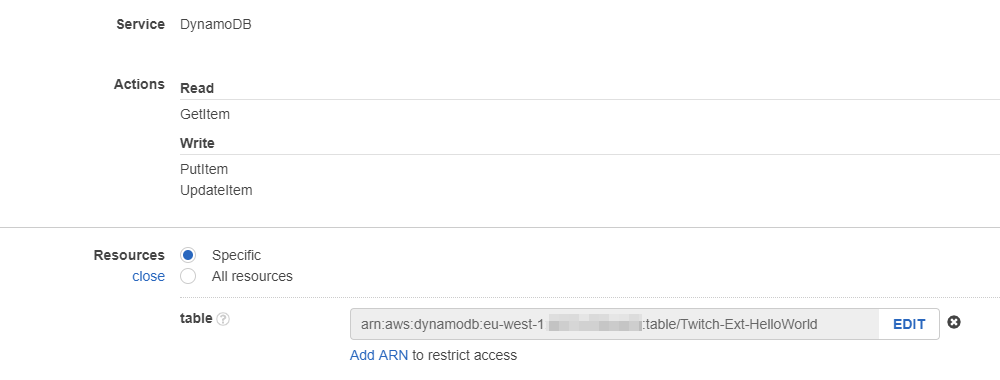 Service DynamoDB
Actions Read
GetItem
Write
PutItem
UpdateItem
Resources Specific
close All resources
table ?
arn:aws:dynamodb:eu-west-1 :table/Twitch-Ext-HelloWorld EDIT
Add ARN to restrict access